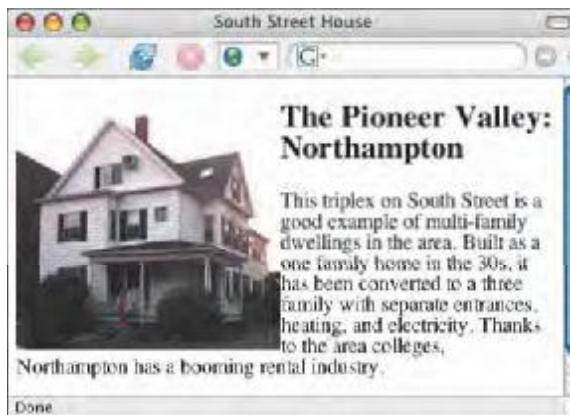 South Street House
G
The Pioneer Valley:
Northampton
This triplex on South Street is a
good example of multi-family
dwellings in the area. Built as a
one family home in the 30s, it
has been converted to a three
family with separate entrances,
heating, and electricity. Thanks
to the area colleges,
Northampton has a booming rental industry.
Done